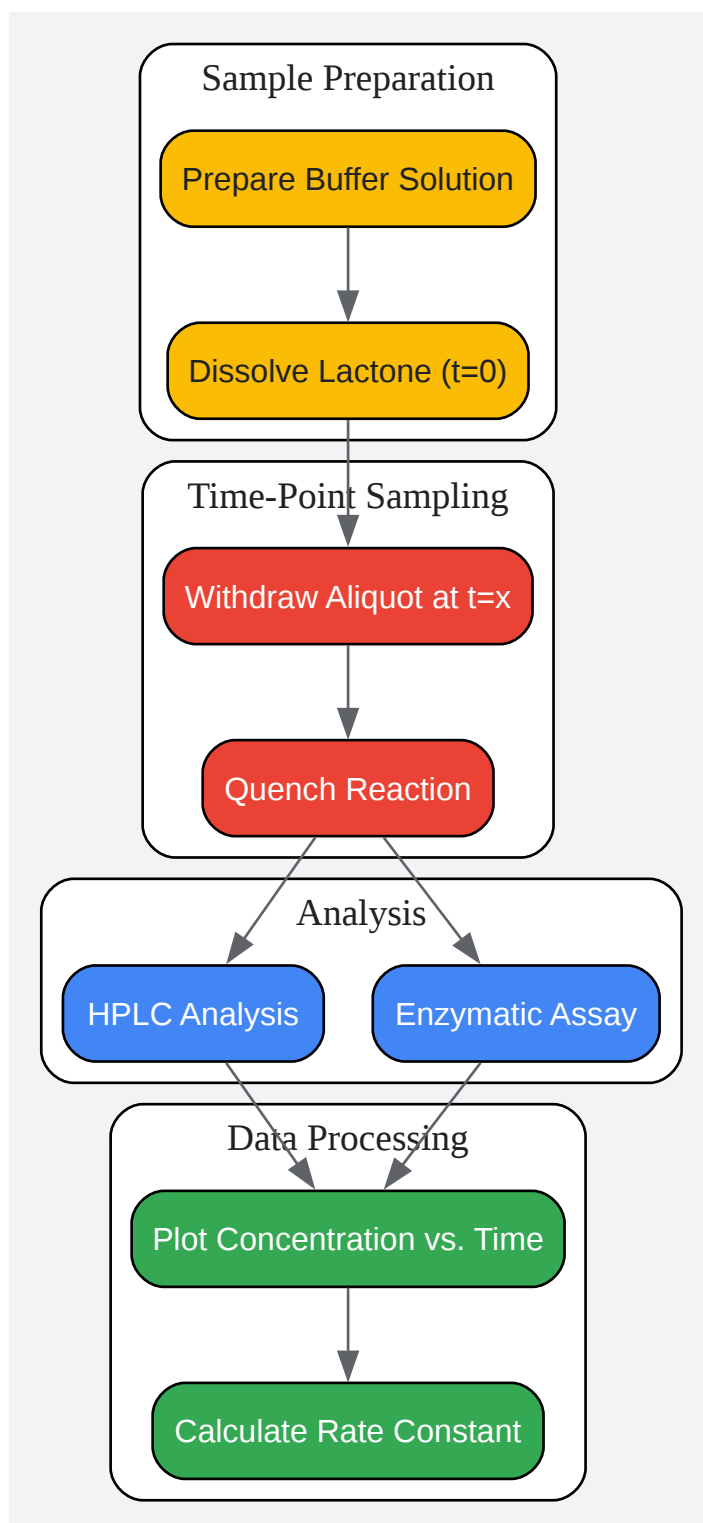 Sample Preparation
Prepare Buffer Solution
Dissolve Lactone (t=0)
Time-Point Sampling
Withdraw Aliquot at t=x
Quench Reaction
Analysis
HPLC Analysis
Enzymatic Assay
Data Processing
Plot Concentration vs. Time
Calculate Rate Constant